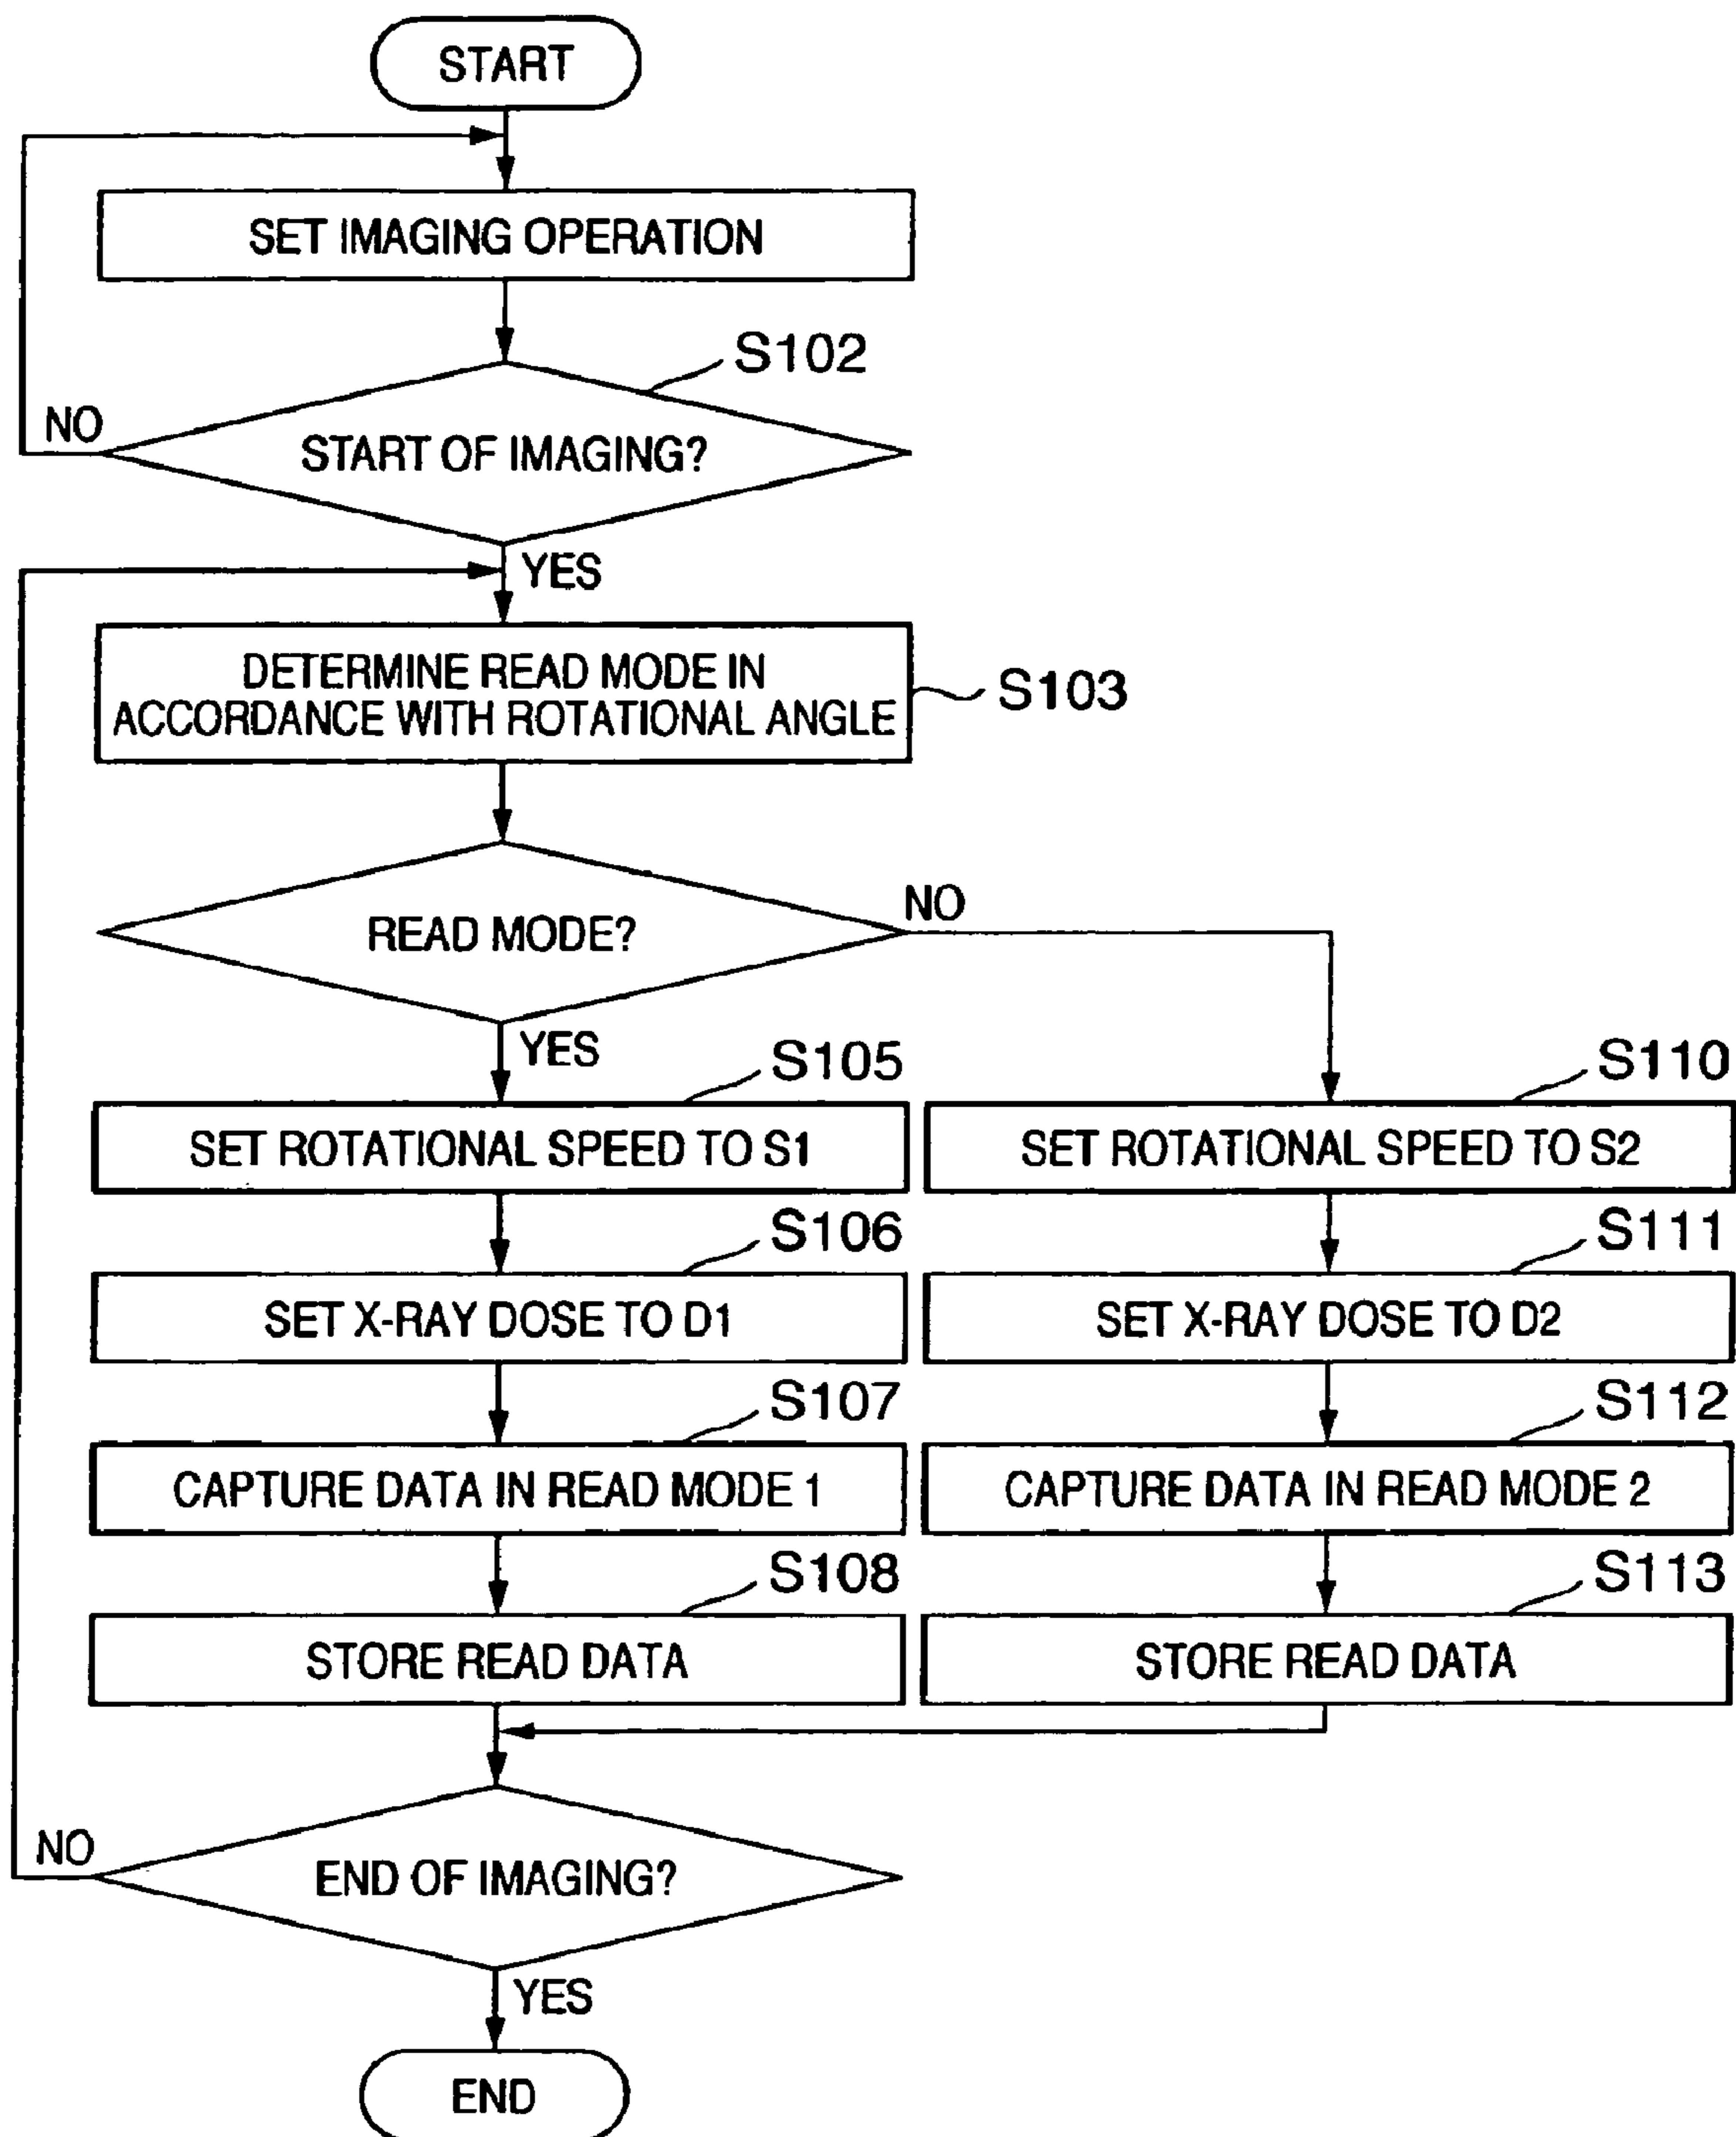 START
SET IMAGING OPERATION
S102
NO
START OF IMAGING?
YES
DETERMINE READ MODE IN
ACCORDANCE WITH ROTATIONAL ANGLE
S103
NO
READ MODE?
YES
S105
S110
SET ROTATIONAL SPEED TO S1
SET ROTATIONAL SPEED TO S2
S106
S111
SET X-RAY DOSE TO D1
SET X-RAY DOSE TO D2
S107
S112
CAPTURE DATA IN READ MODE 1
CAPTURE DATA IN READ MODE 2
S108
S113
STORE READ DATA
STORE READ DATA
NO
END OF IMAGING?
YES
END